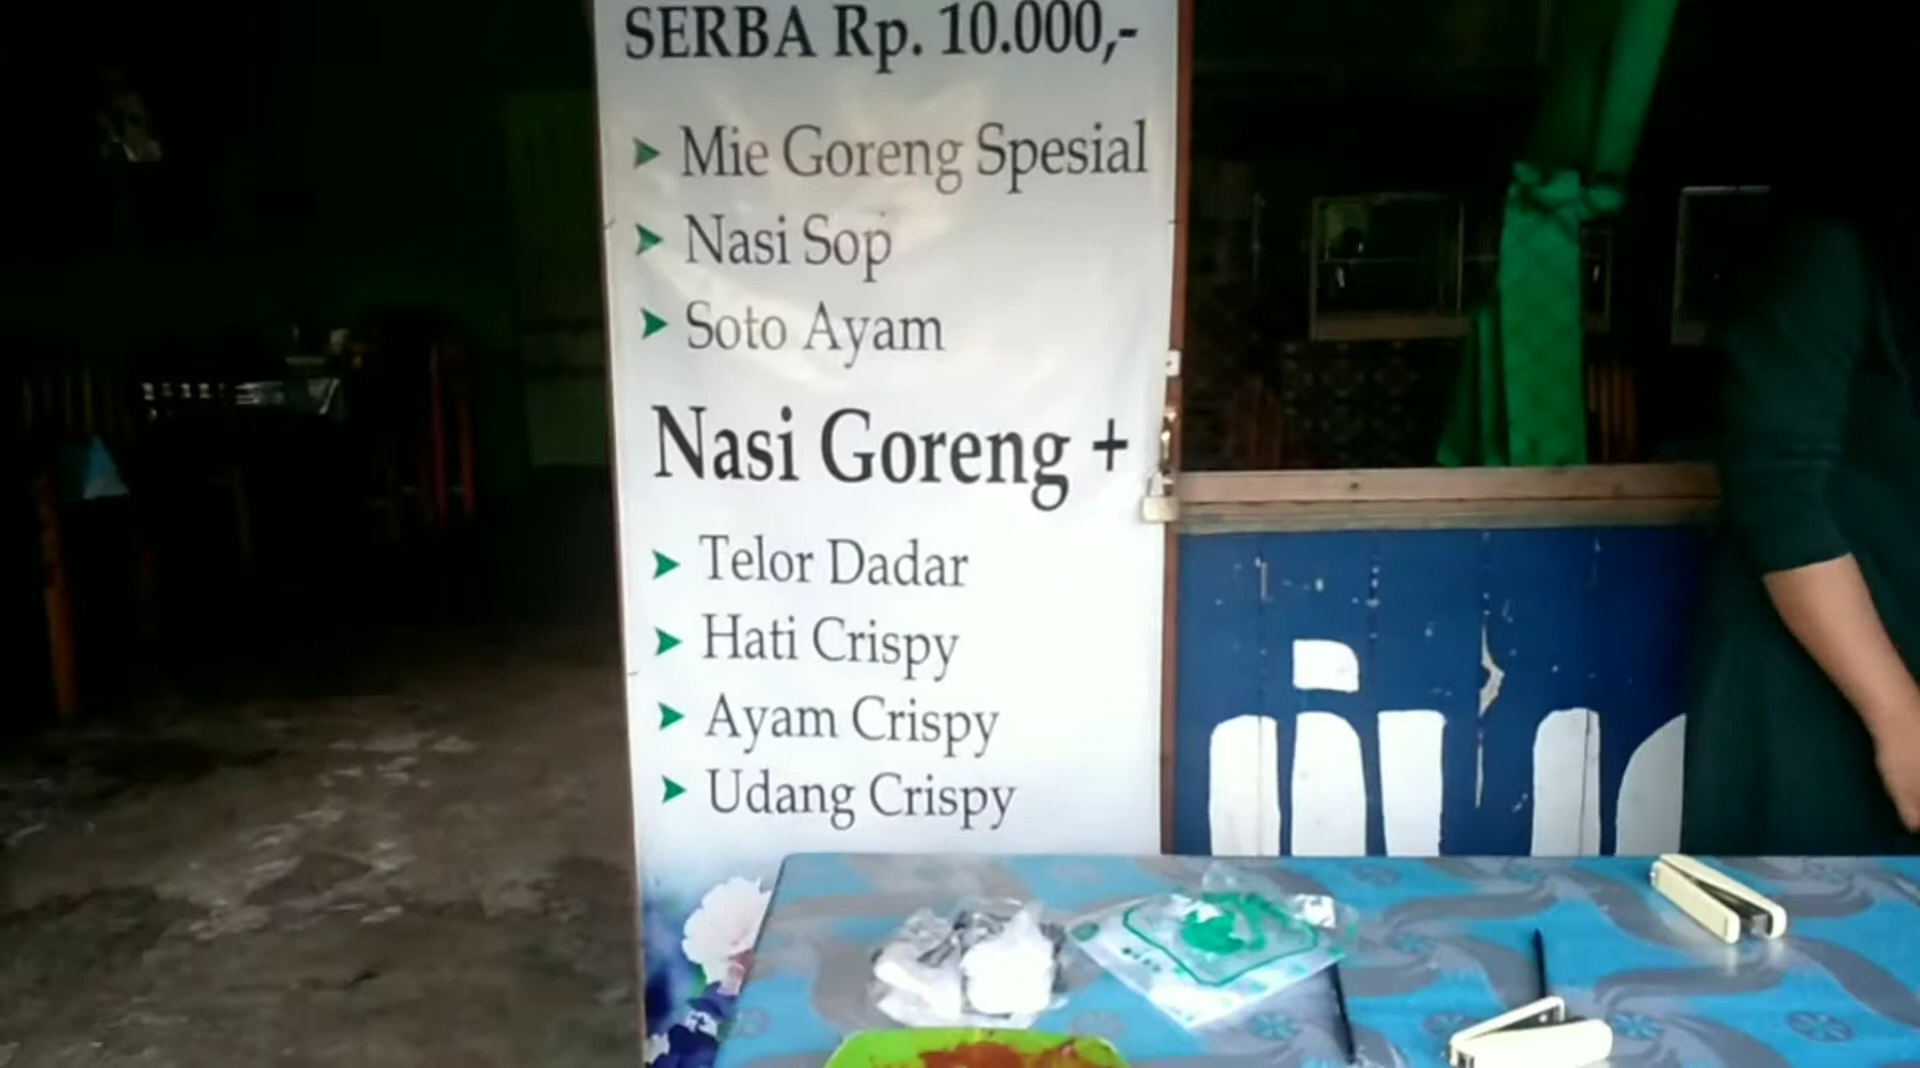 SERBA Rp. 10.000,-
➤ Mie Goreng Spesial
➤ Nasi Sop
➤ Soto Ayam
Nasi Goreng +
➤ Telor Dadar
➤ Hati Crispy
➤ Ayam Crispy
➤ Udang Crispy